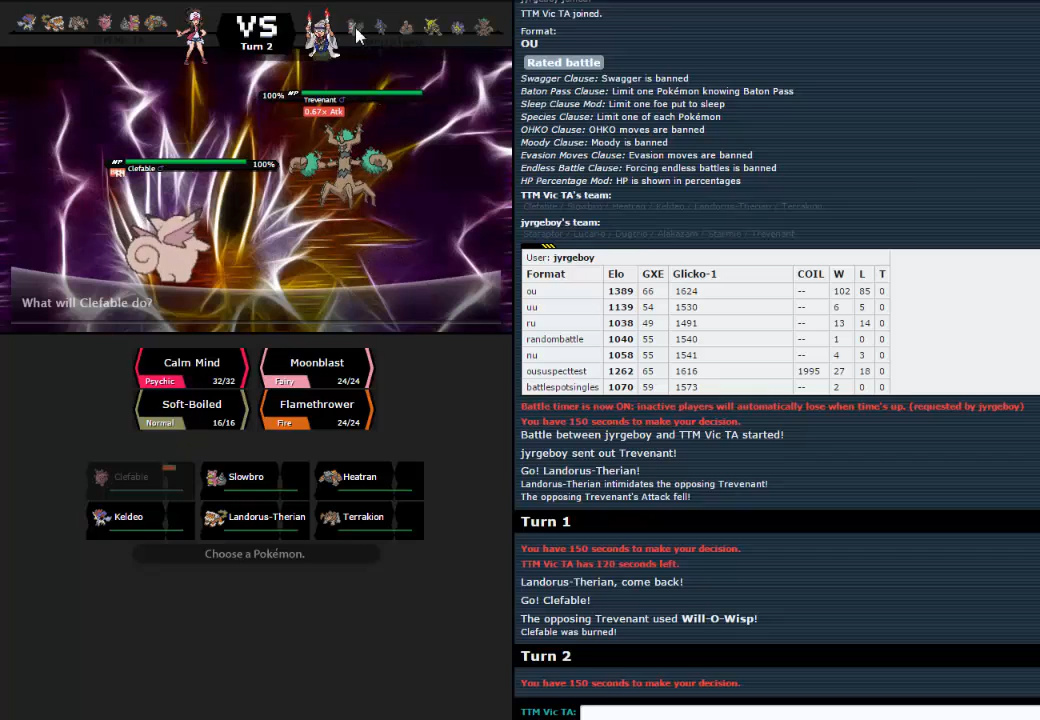 VS
Turn 2
100%
Trevenant ♂
0.67x Atk
100%
Clefable ♂
What will Clefable do?
Calm Mind
Psychic 32/32
Moonblast
Fairy 24/24
Soft-Boiled
Normal 16/16
Flamethrower
Fire 24/24
Clefable
Slowbro
Heatran
Keldeo
Landorus-Therian
Terrakion
Choose a Pokémon.
TTM Vic TA joined.
Format:
OU
Rated battle
Swagger Clause: Swagger is banned
Baton Pass Clause: Limit one Pokémon knowing Baton Pass
Sleep Clause Mod: Limit one foe put to sleep
Species Clause: Limit one of each Pokémon
OHKO Clause: OHKO moves are banned
Moody Clause: Moody is banned
Evasion Moves Clause: Evasion moves are banned
Endless Battle Clause: Forcing endless battles is banned
HP Percentage Mod: HP is shown in percentages
TTM Vic TA's team:
Clefable / Slowbro / Heatran / Keldeo / Landorus-Therian / Terrakion
jyrgeboy's team:
Staraptor / Lucario / Dugtrio / Alakazam / Starmie / Trevenant
User: jyrgeboy
Format Elo GXE Glicko-1 COIL W L T
ou 1389 66 1624 -- 102 85 0
uu 1139 54 1530 -- 6 5 0
ru 1038 49 1491 -- 13 14 0
randombattle 1040 55 1540 -- 1 0 0
nu 1058 55 1541 -- 4 3 0
oususpecttest 1262 65 1616 1995 27 18 0
battlespotsingles 1070 59 1573 -- 2 0 0
Battle timer is now ON: inactive players will automatically lose when time's up. (requested by jyrgeboy)
You have 150 seconds to make your decision.
Battle between jyrgeboy and TTM Vic TA started!
jyrgeboy sent out Trevenant!
Go! Landorus-Therian!
Landorus-Therian intimidates the opposing Trevenant!
The opposing Trevenant's Attack fell!
Turn 1
You have 150 seconds to make your decision.
TTM Vic TA has 120 seconds left.
Landorus-Therian, come back!
Go! Clefable!
The opposing Trevenant used Will-O-Wisp!
Clefable was burned!
Turn 2
You have 150 seconds to make your decision.
TTM Vic TA: